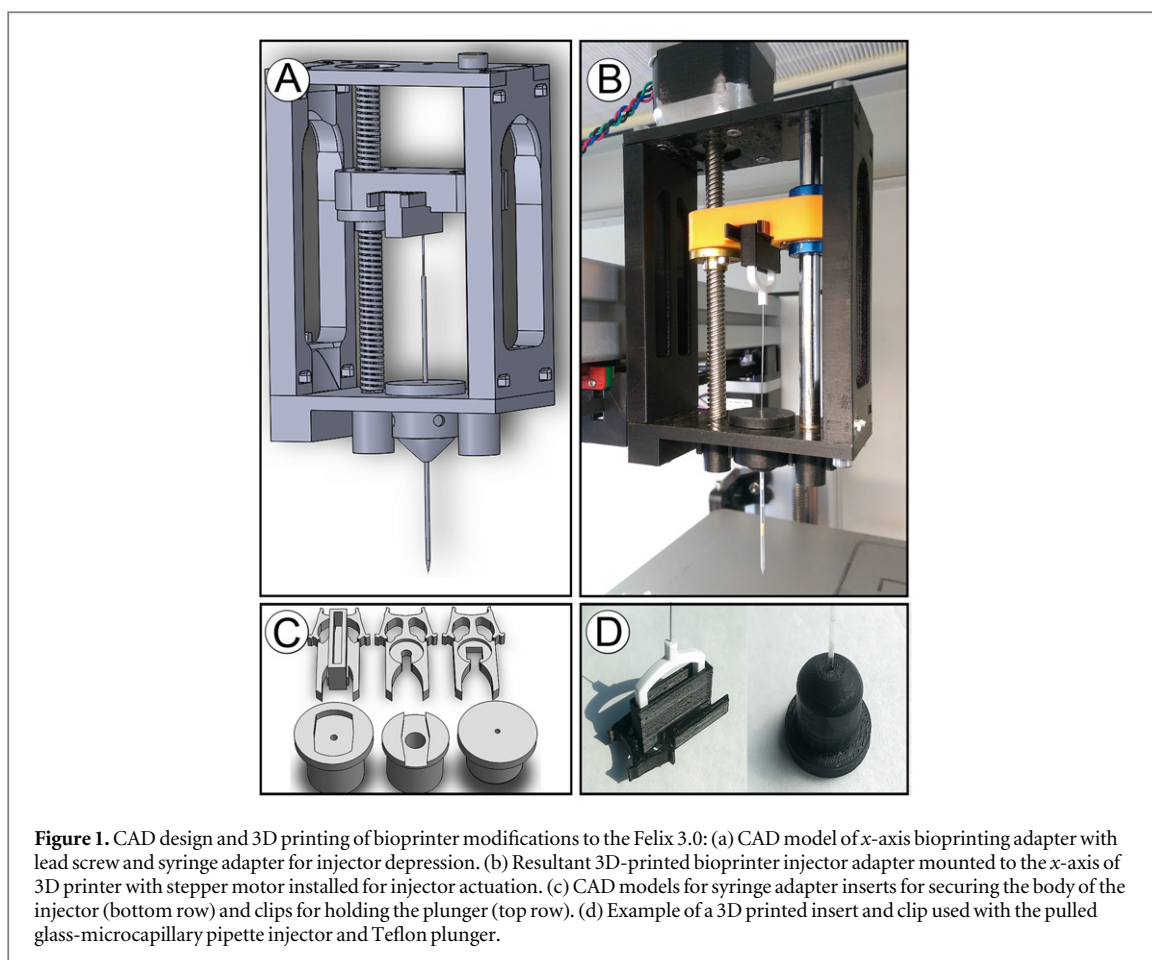 A
B
C
D
Figure 1. CAD design and 3D printing of bioprinter modifications to the Felix 3.0: (a) CAD model of x-axis bioprinting adapter with
lead screw and syringe adapter for injector depression. (b) Resultant 3D-printed bioprinter injector adapter mounted to the x-axis of
3D printer with stepper motor installed for injector actuation. (c) CAD models for syringe adapter inserts for securing the body of the
injector (bottom row) and clips for holding the plunger (top row). (d) Example of a 3D printed insert and clip used with the pulled
glass-microcapillary pipette injector and Teflon plunger.